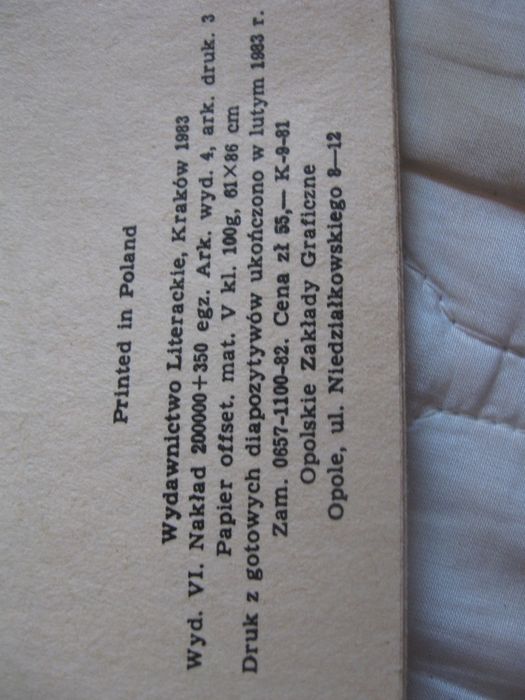 Printed in Poland
Wydawnictwo Literackie, Kraków 1983
Wyd. VI. Nakład 200000+350 egz. Ark. wyd. 4, ark. druk. 3
Papier offset. mat. V kl. 100g, 61×86 cm
Druk z gotowych diapozytywów ukończono w lutym 1983 r.
Zam. 0657-1100-82. Cena zł 55,— K-9-81
Opolskie Zakłady Graficzne
Opole, ul. Niedziałkowskiego 8—12